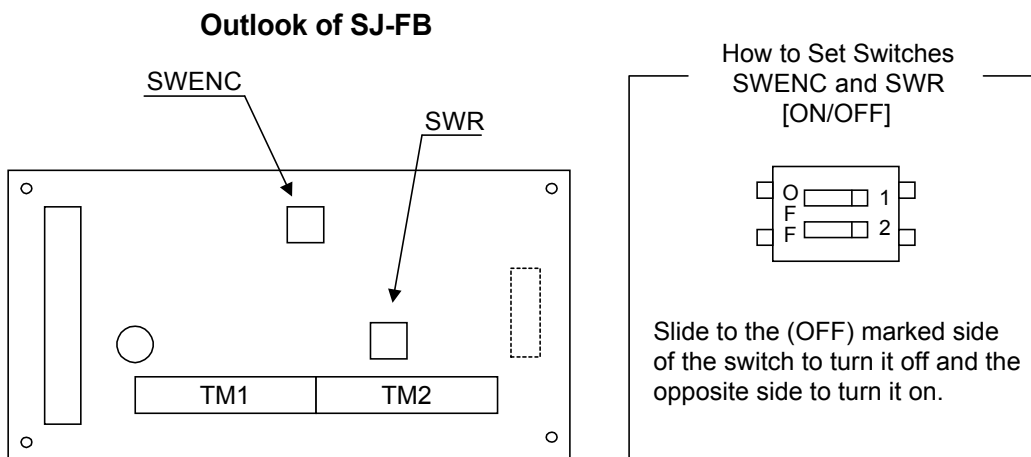 Outlook of SJ-FB
SWENC
SWR
TM1 TM2
How to Set Switches
SWENC and SWR
[ON/OFF]
O 1
F
F 2
Slide to the (OFF) marked side
of the switch to turn it off and the
opposite side to turn it on.